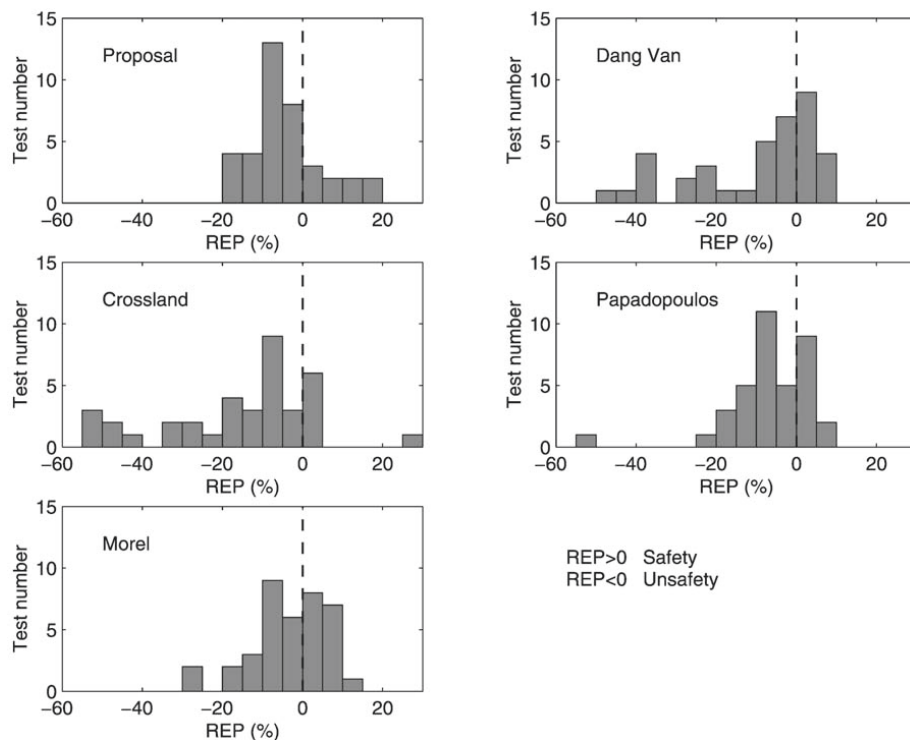 15
10
5
0
Test number
Proposal
−60 −40 −20 0 20
REP (%)
15
10
5
0
Test number
Dang Van
−60 −40 −20 0 20
REP (%)
15
10
5
0
Test number
Crossland
−60 −40 −20 0 20
REP (%)
15
10
5
0
Test number
Papadopoulos
−60 −40 −20 0 20
REP (%)
15
10
5
0
Test number
Morel
−60 −40 −20 0 20
REP (%)
REP>0 Safety
REP<0 Unsafety